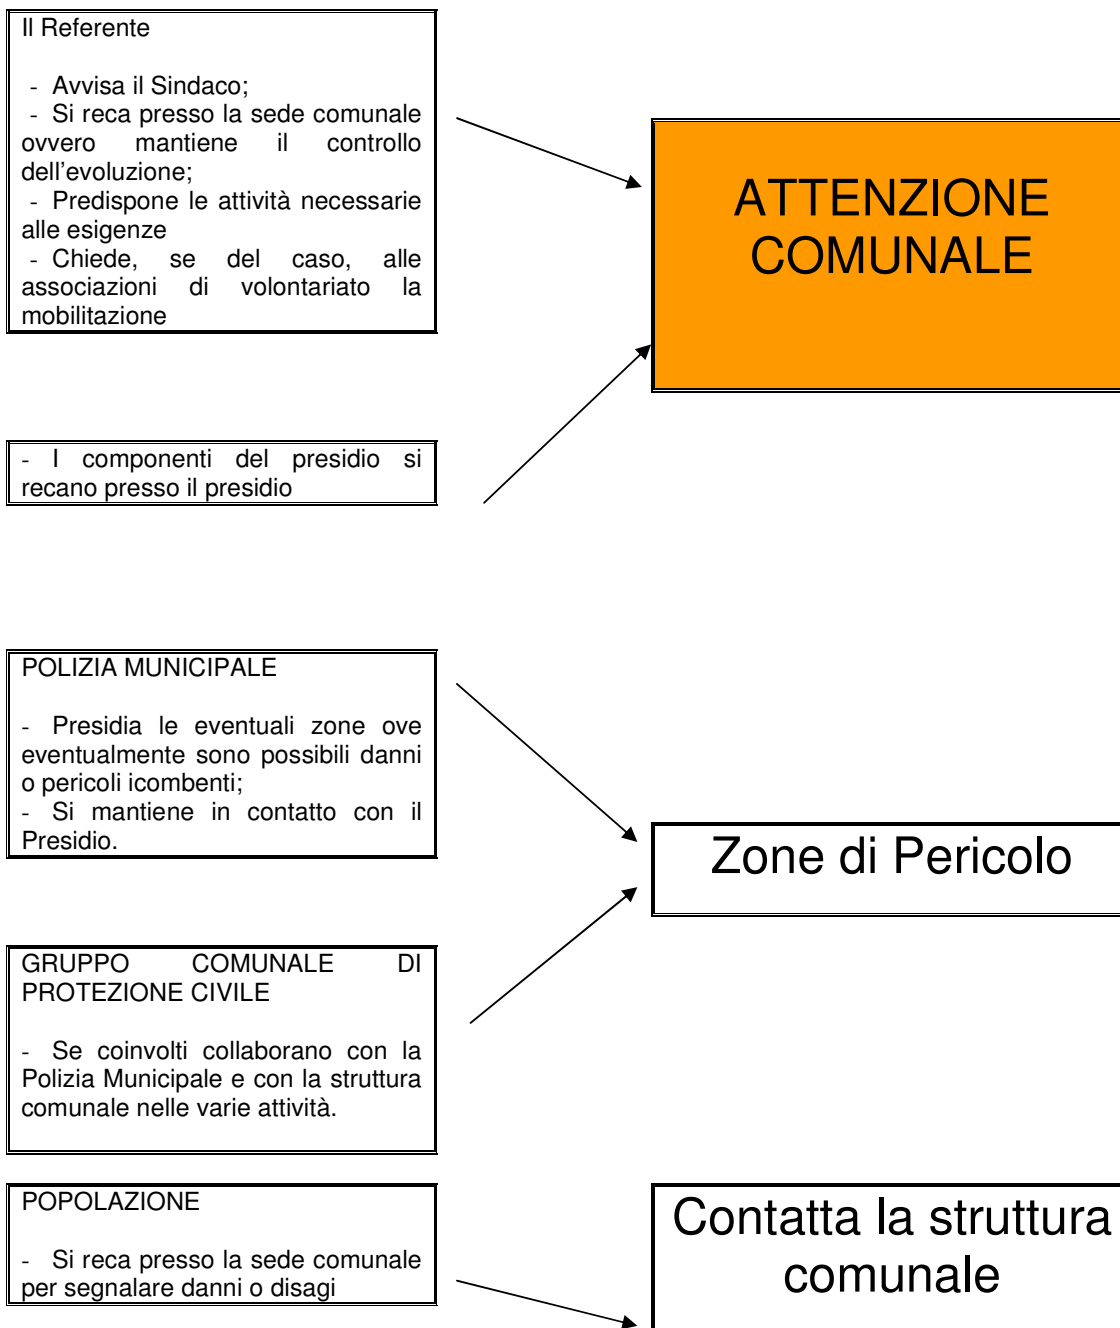 Il Referente
- Avvisa il Sindaco;
- Si reca presso la sede comunale
ovvero mantiene il controllo
dell'evoluzione;
- Predispone le attività necessarie
alle esigenze
- Chiede, se del caso, alle
associazioni di volontariato la
mobilitazione
ATTENZIONE
COMUNALE
- I componenti del presidio si
recano presso il presidio
POLIZIA MUNICIPALE
- Presidia le eventuali zone ove
eventualmente sono possibili danni
o pericoli icombenti;
- Si mantiene in contatto con il
Presidio.
Zone di Pericolo
GRUPPO COMUNALE DI
PROTEZIONE CIVILE
- Se coinvolti collaborano con la
Polizia Municipale e con la struttura
comunale nelle varie attività.
POPOLAZIONE
- Si reca presso la sede comunale
per segnalare danni o disagi
Contatta la struttura
comunale